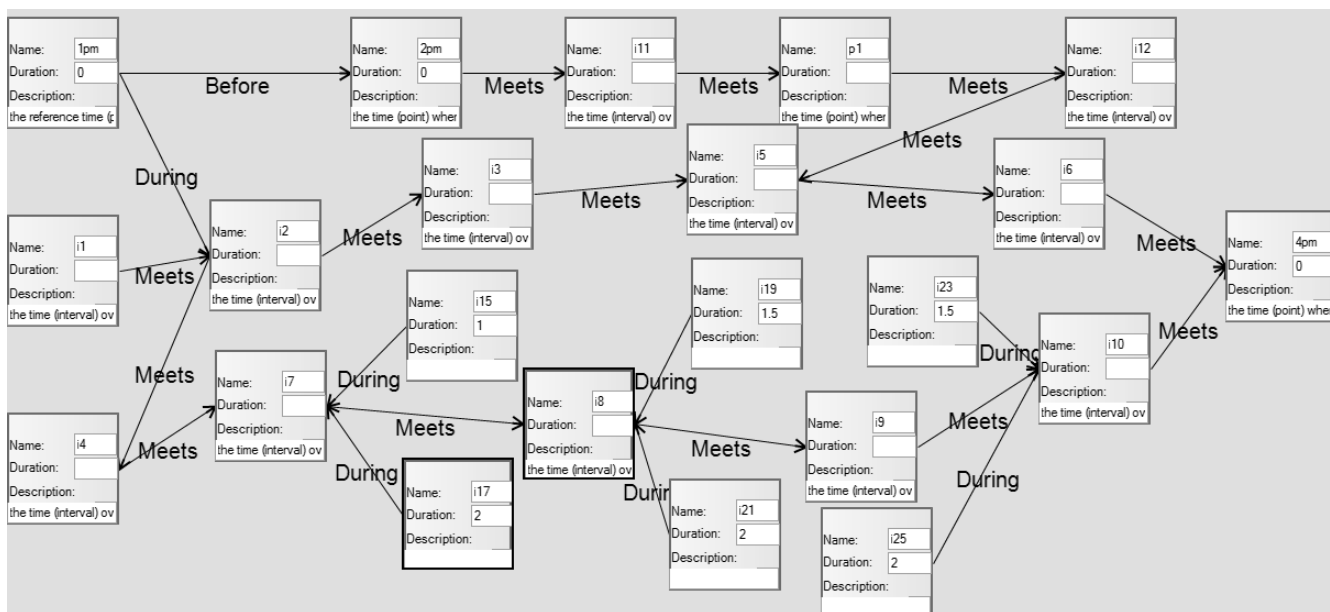 Name: 1pm
Duration: 0
Description:
the reference time (p
Before
Name: 2pm
Duration: 0
Description:
the time (point) wher
Meets
Name: i11
Duration:
Description:
the time (interval) ov
Meets
Name: p1
Duration:
Description:
the time (point) wher
Meets
Name: i12
Duration:
Description:
the time (interval) ov
Meets
During
Name: i3
Duration:
Description:
the time (interval) ov
Meets
Name: i5
Duration:
Description:
the time (interval) ov
Meets
Name: i6
Duration:
Description:
the time (interval) ov
Meets
Name: i1
Duration:
Description:
the time (interval) ov
Meets
Name: i2
Duration:
Description:
the time (interval) ov
Meets
Name: 4pm
Duration: 0
Description:
the time (point) wher
Meets
Name: i15
Duration: 1
Description:
During
Name: i19
Duration: 1.5
Description:
During
Name: i23
Duration: 1.5
Description:
During
Name: i10
Duration:
Description:
the time (interval) ov
Meets
Name: i7
Duration:
Description:
the time (interval) ov
Meets
Name: i8
Duration:
Description:
the time (interval) ov
Meets
Name: i9
Duration:
Description:
the time (interval) ov
Meets
Name: i4
Duration:
Description:
the time (interval) ov
Meets
During
Name: i17
Duration: 2
Description:
During
Name: i21
Duration: 2
Description:
During
Name: i25
Duration: 2
Description: